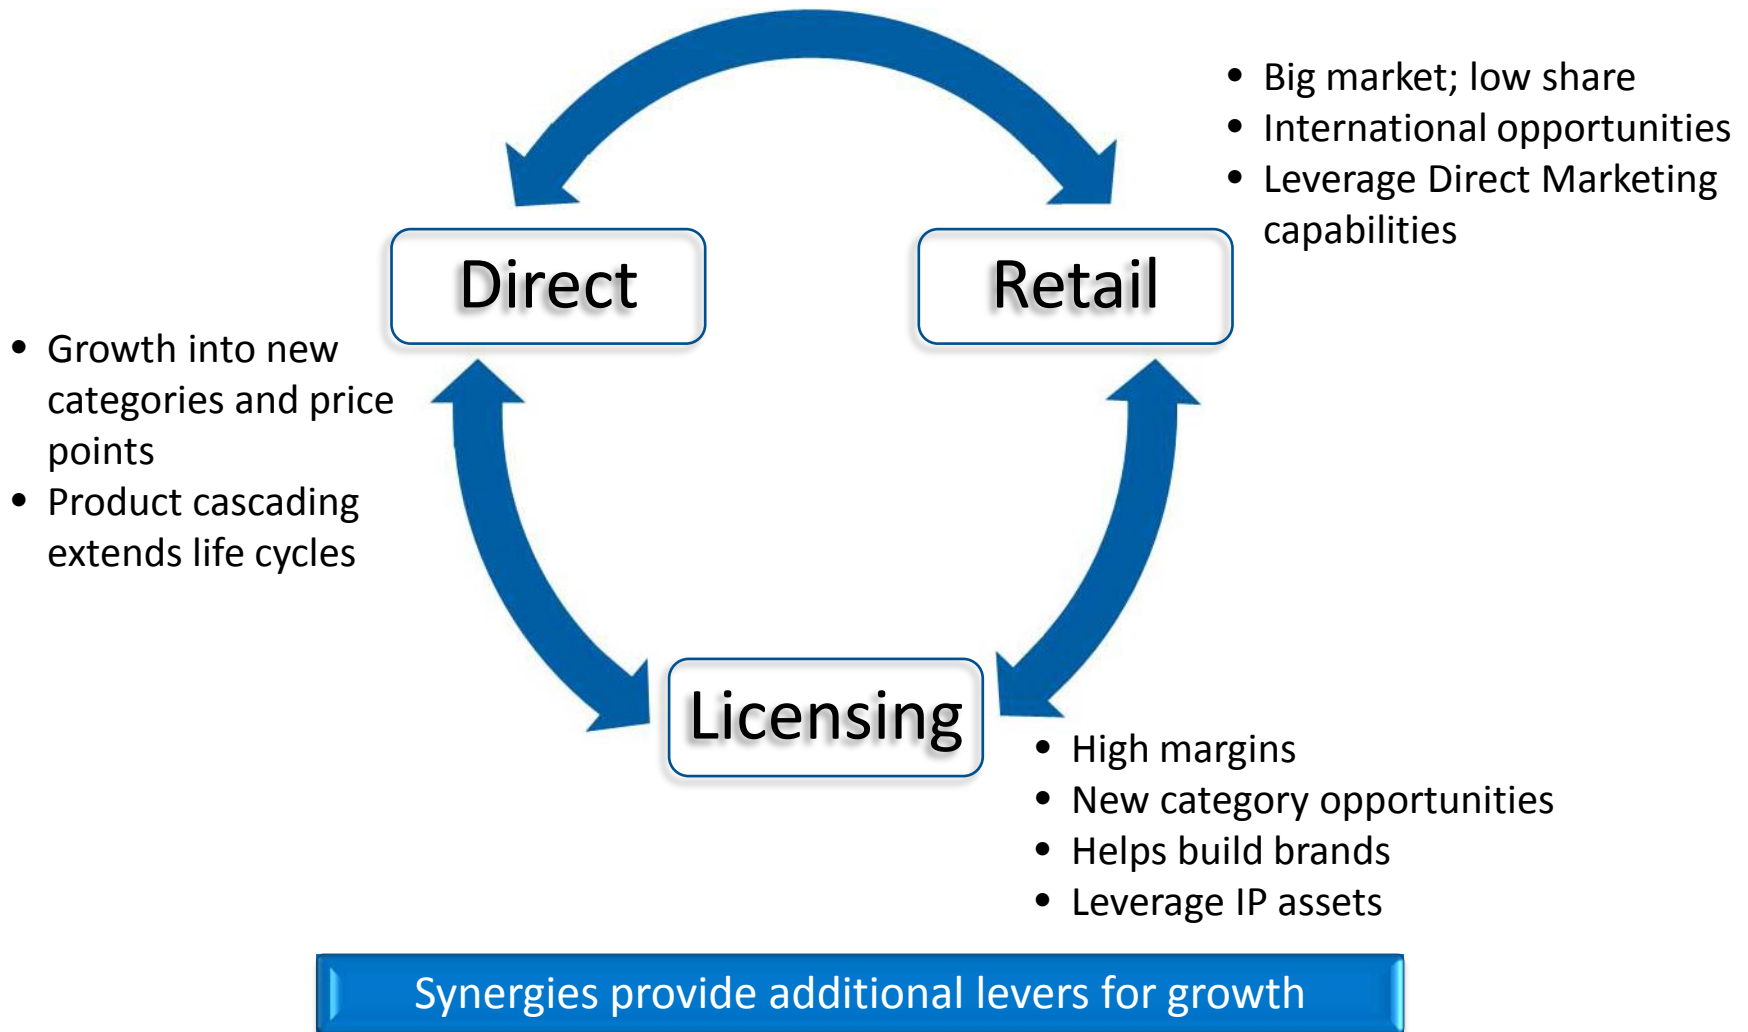 • Big market; low share
• International opportunities
• Leverage Direct Marketing
capabilities
Direct
Retail
• Growth into new
categories and price
points
• Product cascading
extends life cycles
Licensing
• High margins
• New category opportunities
• Helps build brands
• Leverage IP assets
Synergies provide additional levers for growth